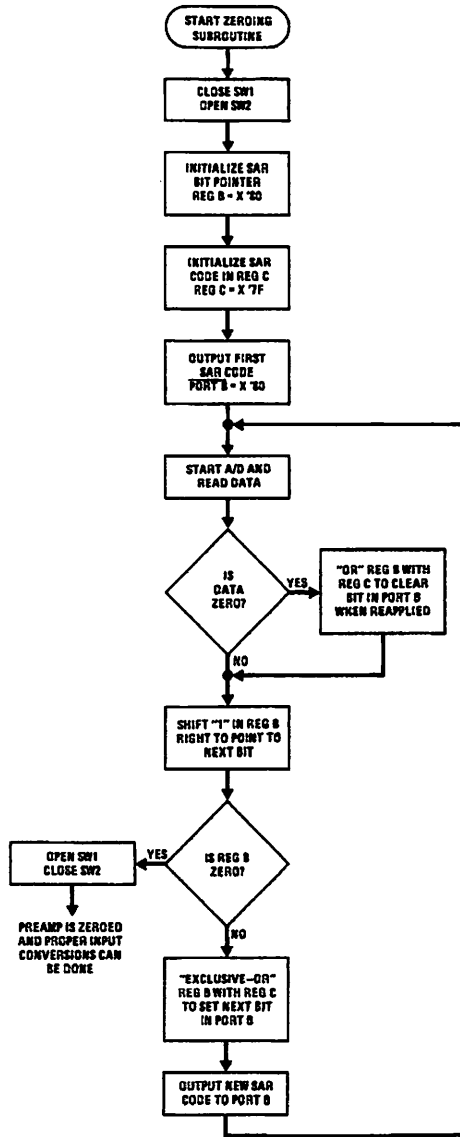 START ZEROING
SUBROUTINE
CLOSE SW1
OPEN SW2
INITIALIZE SAR
BIT POINTER
REG B = X '80
INITIALIZE SAR
CODE IN REG C
REG C = X '7F
OUTPUT FIRST
SAR CODE
PORT B = X '80
START A/D AND
READ DATA
IS
DATA
ZERO?
YES
"OR" REG B WITH
REG C TO CLEAR
BIT IN PORT B
WHEN REAPPLIED
NO
SHIFT "1" IN REG B
RIGHT TO POINT TO
NEXT BIT
IS REG B
ZERO?
YES
OPEN SW1
CLOSE SW2
PREAMP IS ZEROED
AND PROPER INPUT
CONVERSIONS CAN
BE DONE
NO
"EXCLUSIVE-OR"
REG B WITH REG C
TO SET NEXT BIT
IN PORT B
OUTPUT NEW SAR
CODE TO PORT B